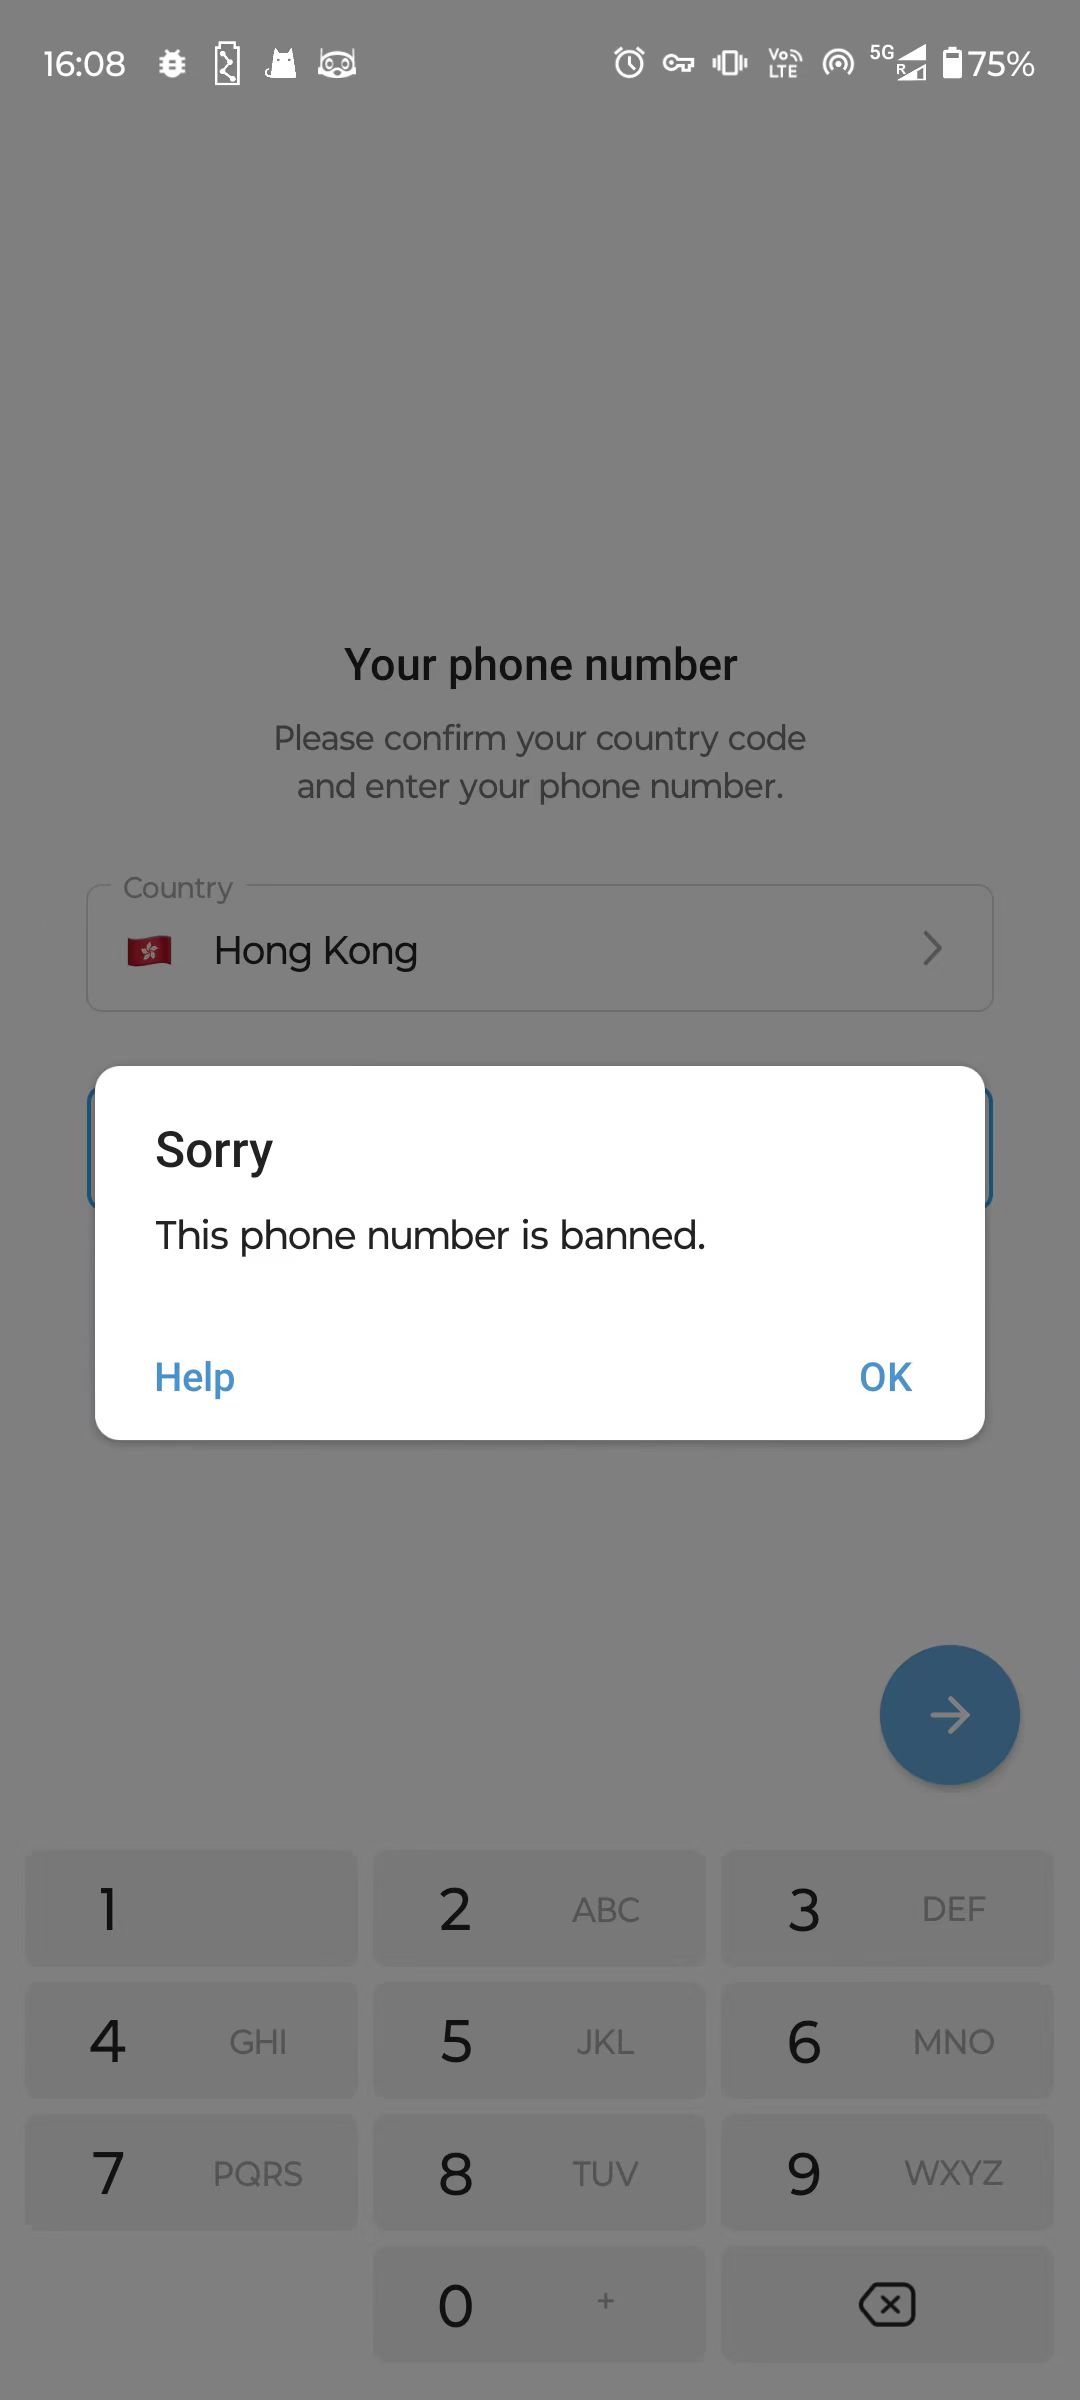 16:08
Vo
LTE
5G
R
75%
Your phone number
Please confirm your country code
and enter your phone number.
Country
Hong Kong
Sorry
This phone number is banned.
Help
OK
1
2 ABC
3 DEF
4 GHI
5 JKL
6 MNO
7 PQRS
8 TUV
9 WXYZ
0 +